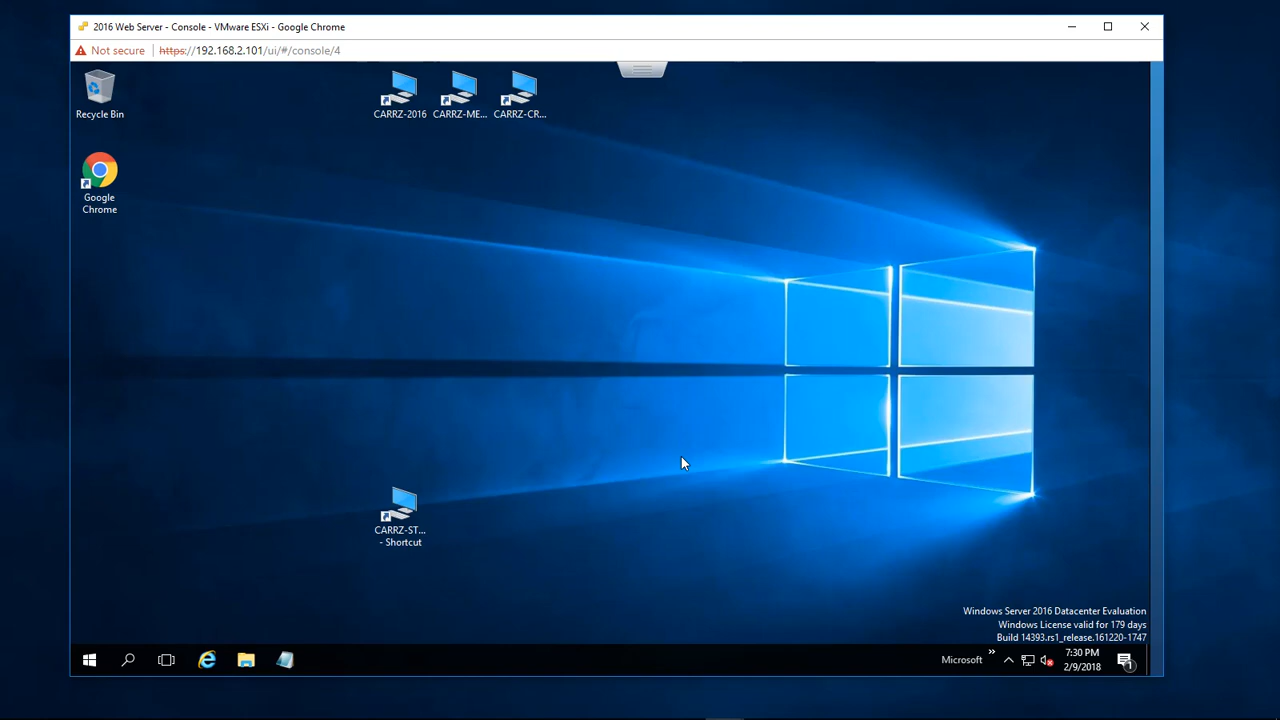 2016 Web Server - Console - VMware ESXi - Google Chrome
Not secure https://192.168.2.101/ui/#/console/4
Recycle Bin
CARRZ-2016
CARRZ-ME...
CARRZ-CR...
Google
Chrome
CARRZ-ST...
- Shortcut
Windows Server 2016 Datacenter Evaluation
Windows License valid for 179 days
Build 14393.rs1_release.161220-1747
Microsoft
7:30 PM
2/9/2018
1